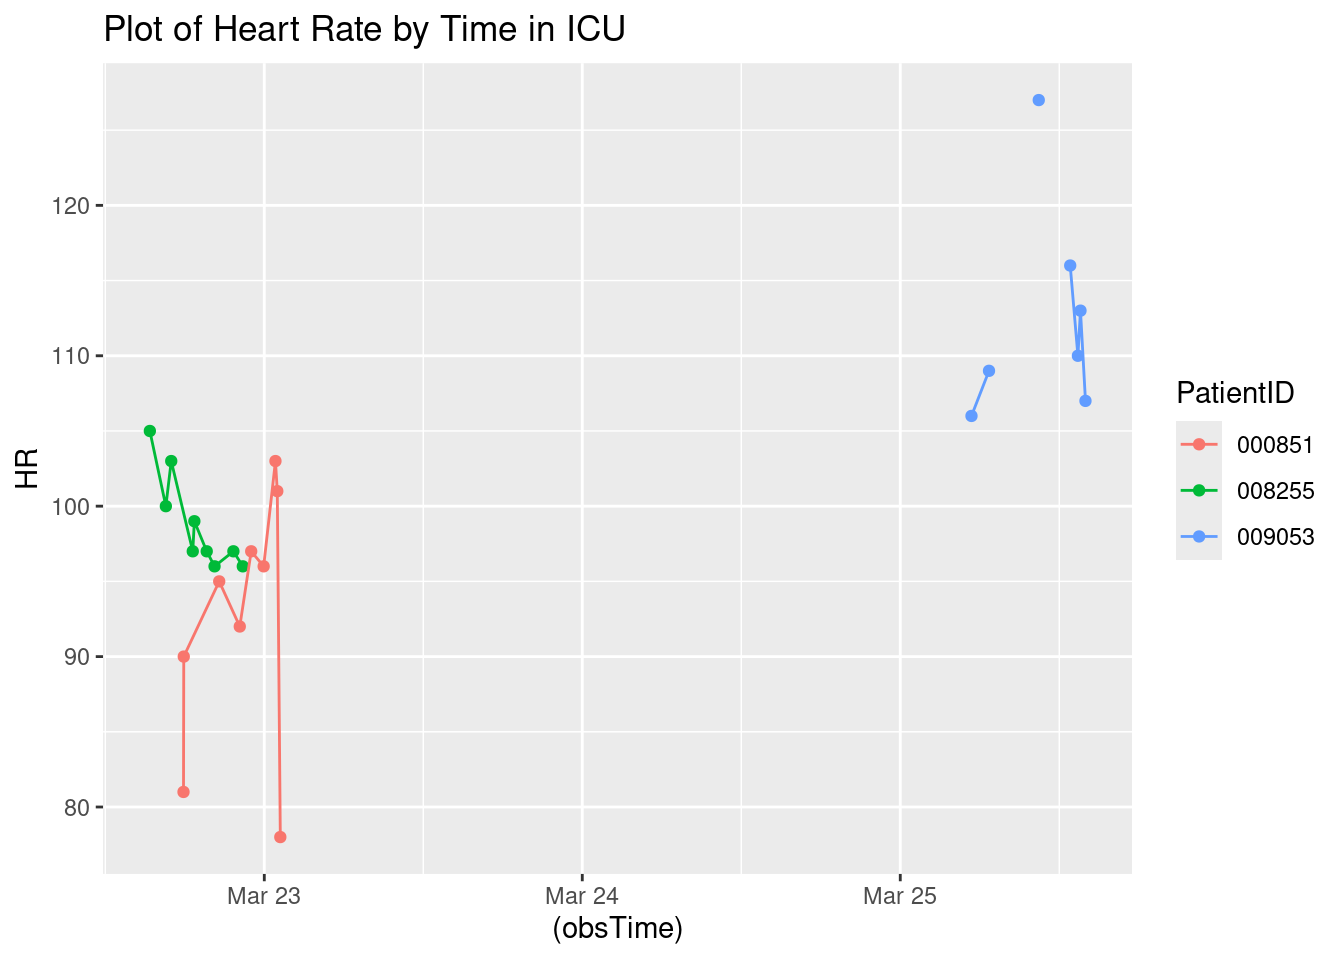 Plot of Heart Rate by Time in ICU
HR
120
110
100
90
80
Mar 23
Mar 24
Mar 25
(obsTime)
PatientID
000851
008255
009053